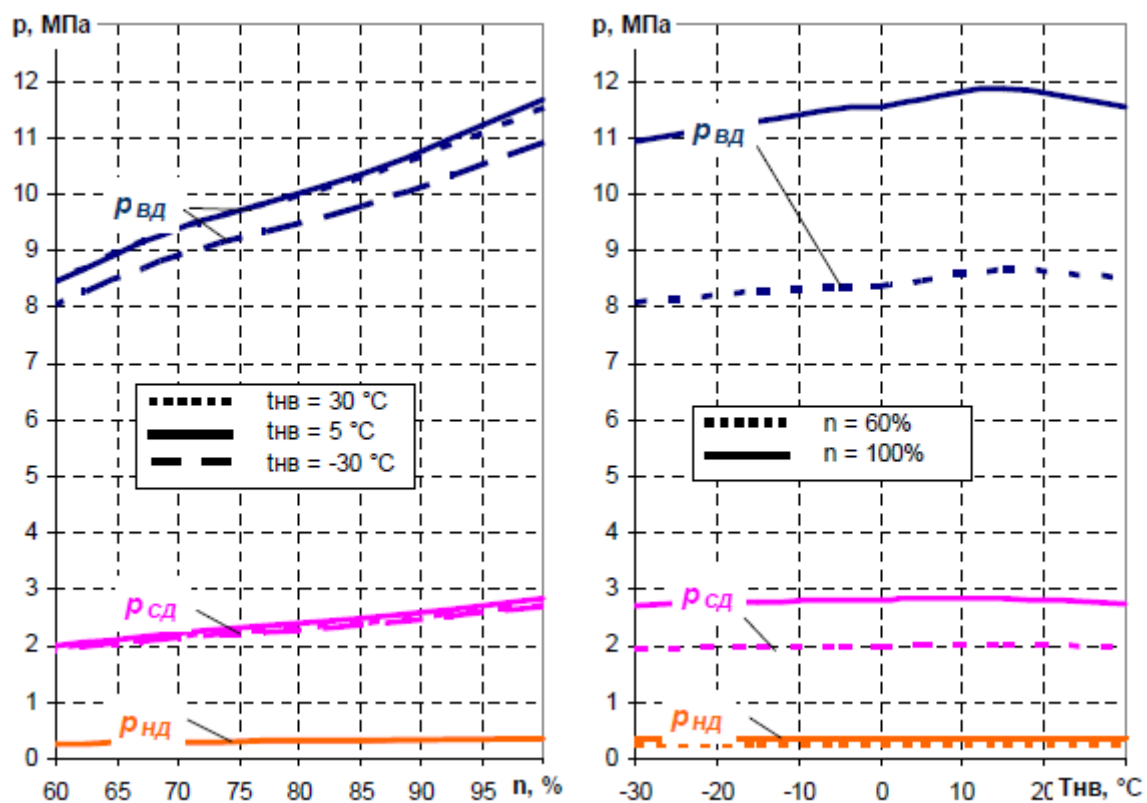 p, МПа
12
11
10
9
8
7
6
5
4
3
2
1
0
60 65 70 75 80 85 90 95 n, %
p ВД
tнв = 30 °C
tнв = 5 °C
tнв = -30 °C
p СД
p НД
p, МПа
12
11
10
9
8
7
6
5
4
3
2
1
0
-30 -20 -10 0 10 20 Tнв, °C
p ВД
n = 60%
n = 100%
p СД
p НД